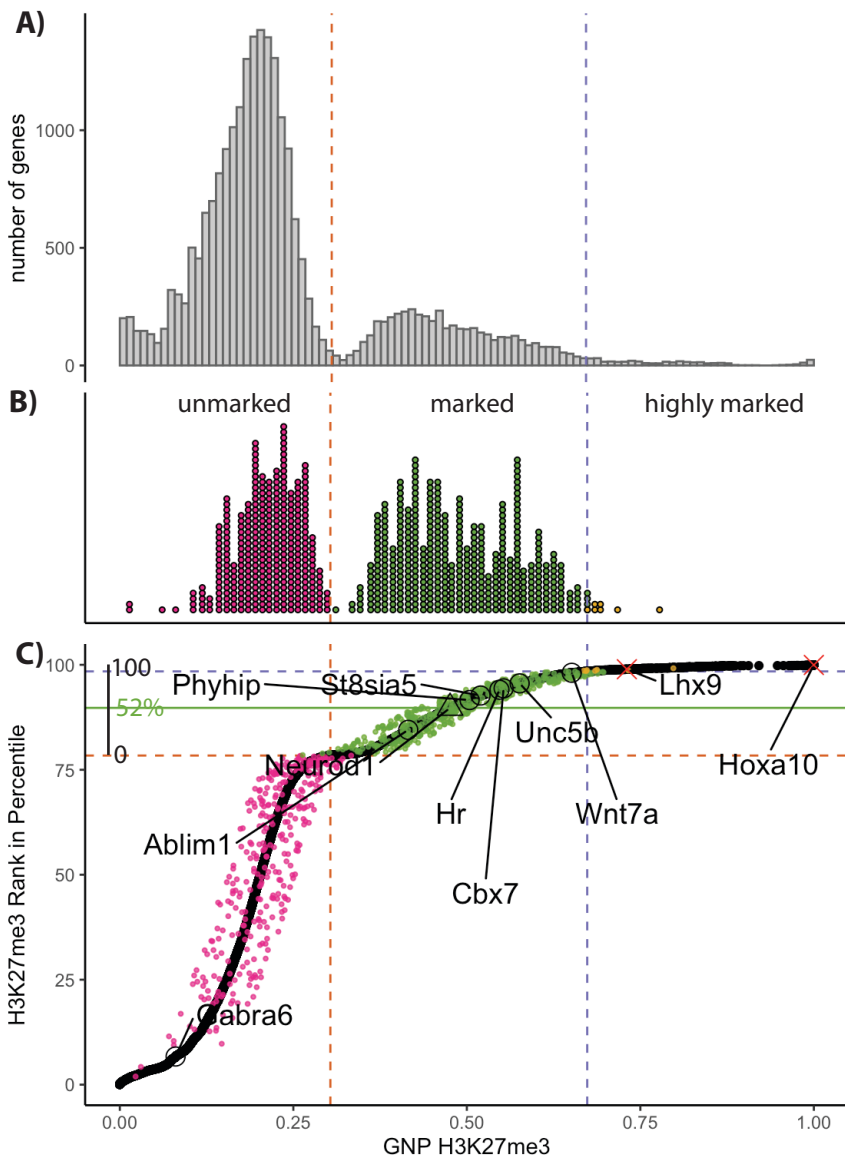 A)
number of genes
1000
500
0
B)
unmarked
marked
highly marked
C)
H3K27me3 Rank in Percentile
100
75
50
25
0
100
52%
0
Phyhip
St8sia5
Lhx9
Unc5b
Neurod1
Hoxa10
Hr
Wnt7a
Ablim1
Cbx7
Gabra6
0.00
0.25
0.50
0.75
1.00
GNP H3K27me3